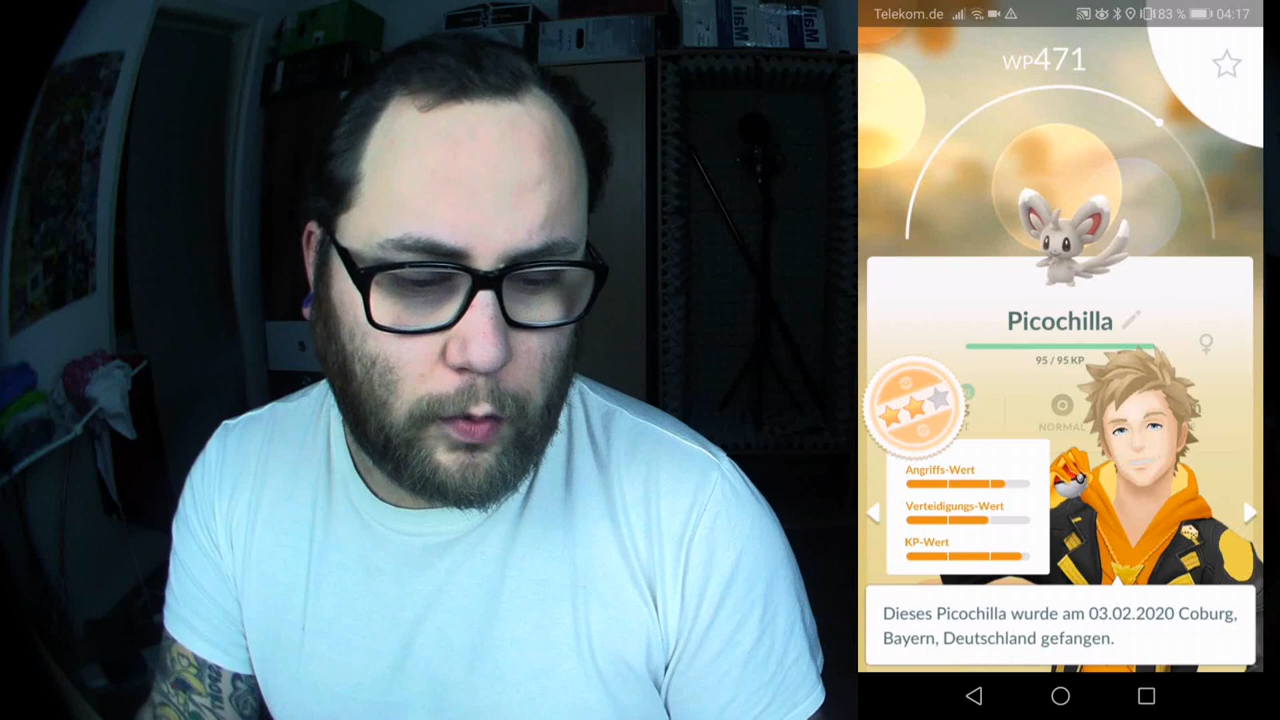 Telekom.de
83 %
04:17
WP471
Picochilla
95 / 95 KP
NORMAL
Angriffs-Wert
Verteidigungs-Wert
KP-Wert
Dieses Picochilla wurde am 03.02.2020 Coburg,
Bayern, Deutschland gefangen.